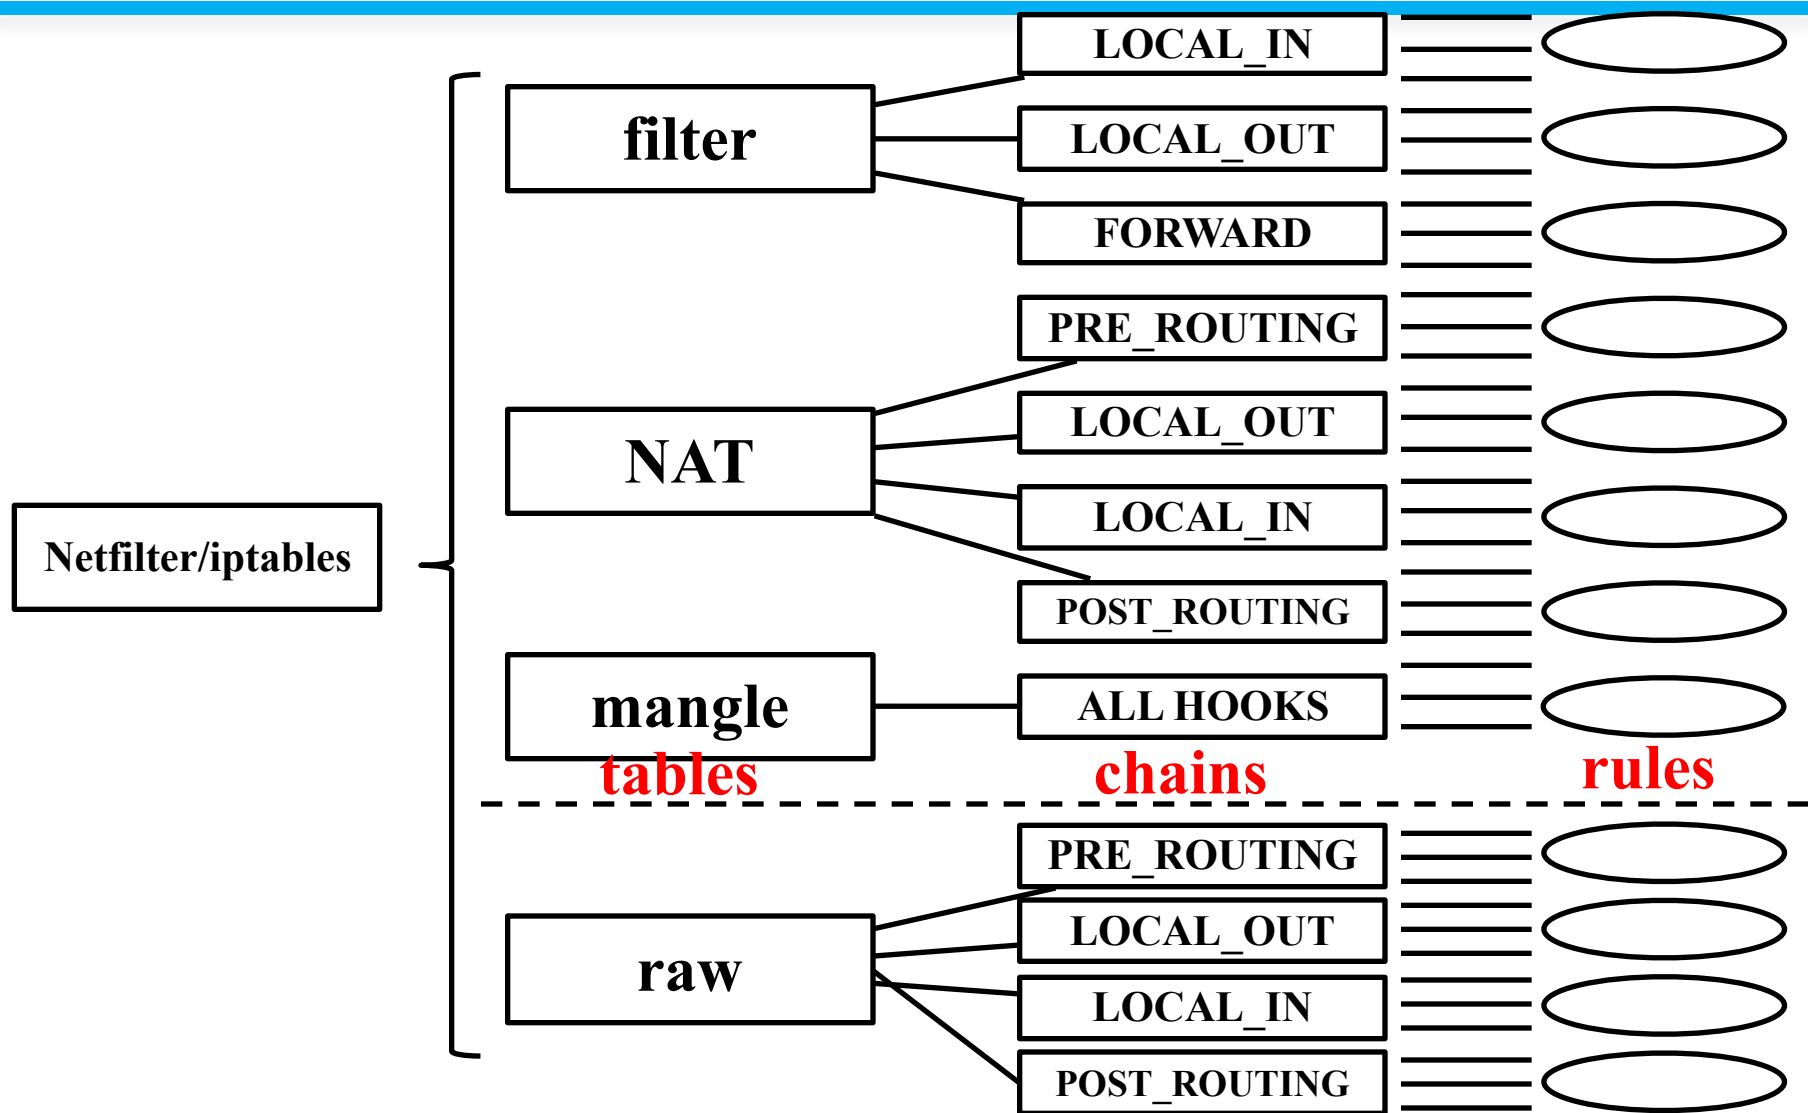 LOCAL_IN
filter
LOCAL_OUT
FORWARD
PRE_ROUTING
NAT
LOCAL_OUT
LOCAL_IN
Netfilter/iptables
POST_ROUTING
mangle
ALL HOOKS
tables
chains
rules
PRE_ROUTING
LOCAL_OUT
raw
LOCAL_IN
POST_ROUTING